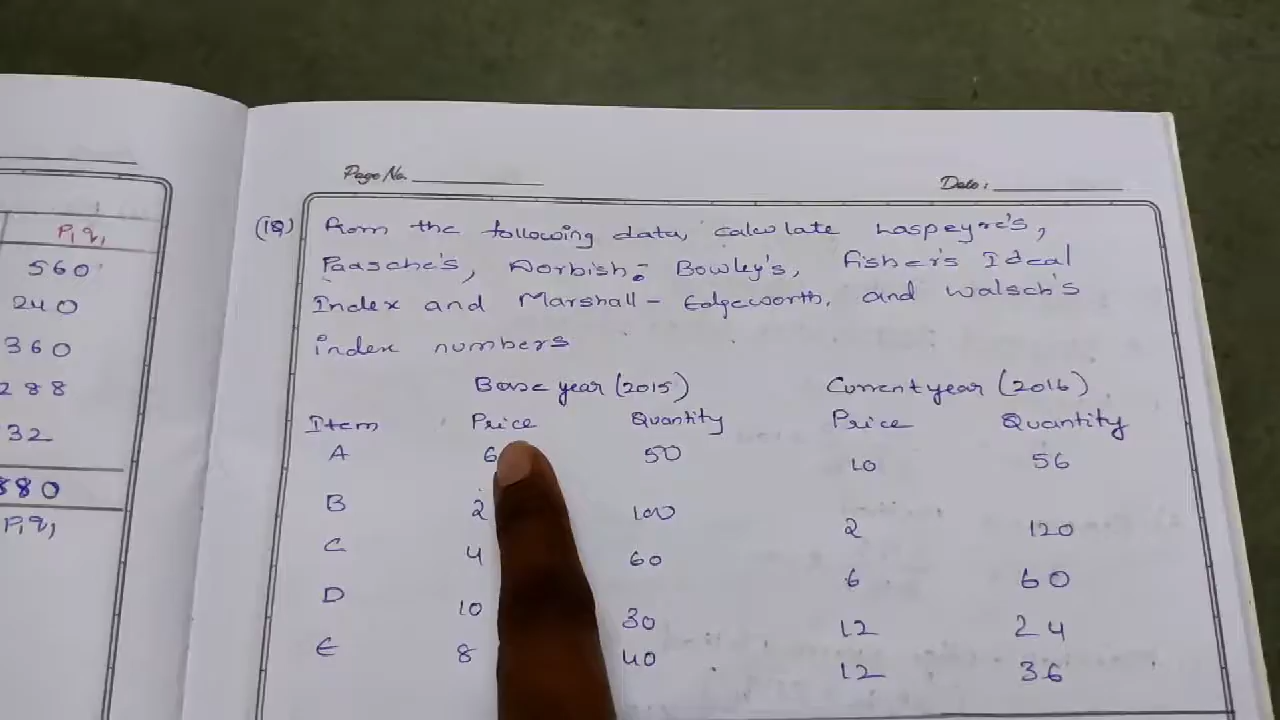 Page No.
Date:
P₁q₁
560
240
360
288
32
880
P₁q₁
(12) from the following data, calculate Laspeyre's,
Paasche's, Dorbish: Bowley's, Fisher's Ideal
Index and Marshall - Edgeworth, and Walsch's
index numbers
Base year (2015) Current year (2016)
Item Price Quantity Price Quantity
A 6 50 10 56
B 2 100 2 120
C 4 60 6 60
D 10 30 12 24
E 8 40 12 36